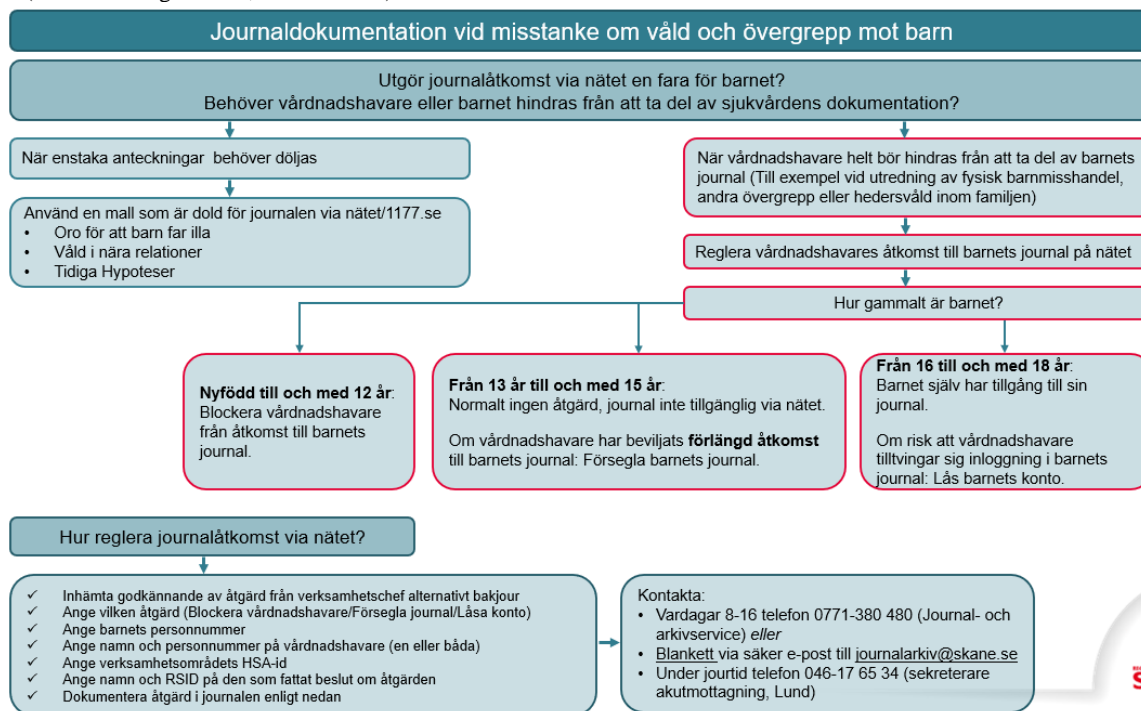 Journaldokumentation vid misstanke om våld och övergrepp mot barn
Utgör journalåtkomst via nätet en fara för barnet?
Behöver vårdnadshavare eller barnet hindras från att ta del av sjukvårdens dokumentation?
När enstaka anteckningar behöver döljas
Använd en mall som är dold för journalen via nätet/1177.se
• Oro för att barn far illa
• Våld i nära relationer
• Tidiga Hypoteser
När vårdnadshavare helt bör hindras från att ta del av barnets
journal (Till exempel vid utredning av fysisk barnmisshandel,
andra övergrepp eller hedersvåld inom familjen)
Reglera vårdnadshavares åtkomst till barnets journal på nätet
Hur gammalt är barnet?
Nyfödd till och med 12 år:
Blockera vårdnadshavare
från åtkomst till barnets
journal.
Från 13 år till och med 15 år:
Normalt ingen åtgärd, journal inte tillgänglig via nätet.
Om vårdnadshavare har beviljats förlängd åtkomst
till barnets journal: Försegla barnets journal.
Från 16 till och med 18 år:
Barnet själv har tillgång till sin
journal.
Om risk att vårdnadshavare
tilltvingar sig inloggning i barnets
journal: Lås barnets konto.
Hur reglera journalåtkomst via nätet?
✓ Inhämta godkännande av åtgärd från verksamhetschef alternativt bakjour
✓ Ange vilken åtgärd (Blockera vårdnadshavare/Försegla journal/Låsa konto)
✓ Ange barnets personnummer
✓ Ange namn och personnummer på vårdnadshavare (en eller båda)
✓ Ange verksamhetsområdets HSA-id
✓ Ange namn och RSID på den som fattat beslut om åtgärden
✓ Dokumentera åtgärd i journalen enligt nedan
Kontakta:
• Vardagar 8-16 telefon 0771-380 480 (Journal- och
arkivservice) eller
• Blankett via säker e-post till journalarkiv@skane.se
• Under jourtid telefon 046-17 65 34 (sekreterare
akutmottagning, Lund)